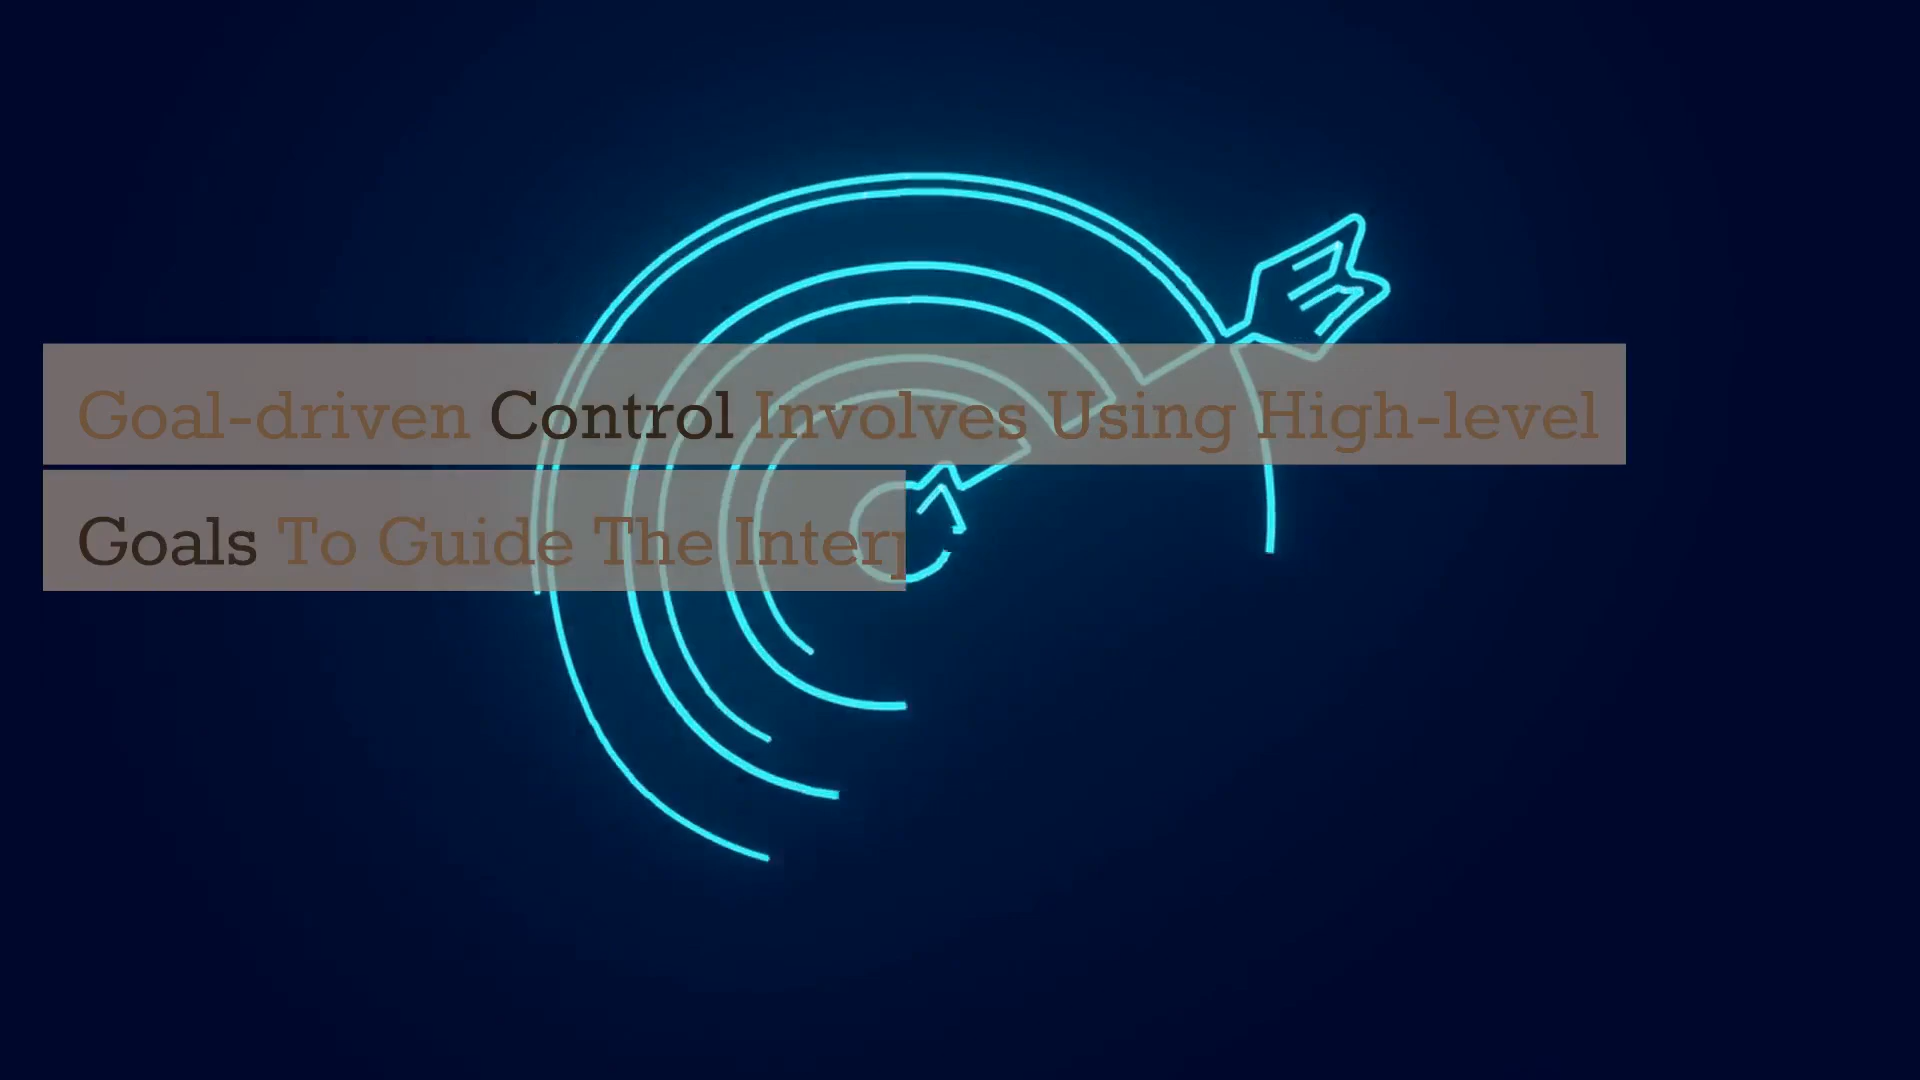 Goal-driven Control Involves Using High-level
Goals To Guide The